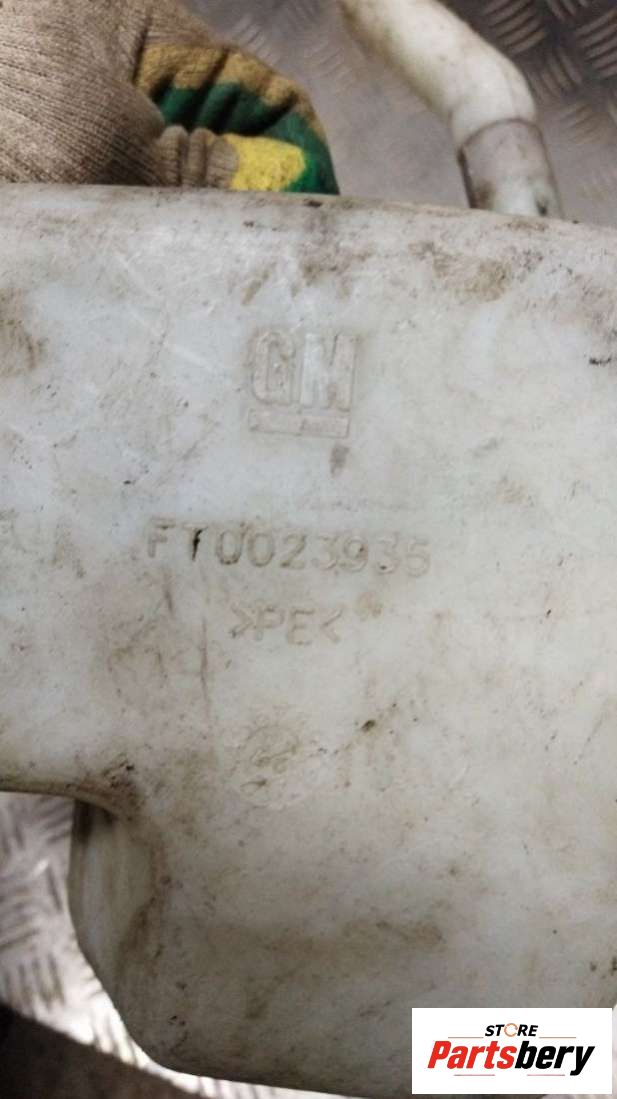 GM
FT0023935
>PE<
STORE
Partsbery